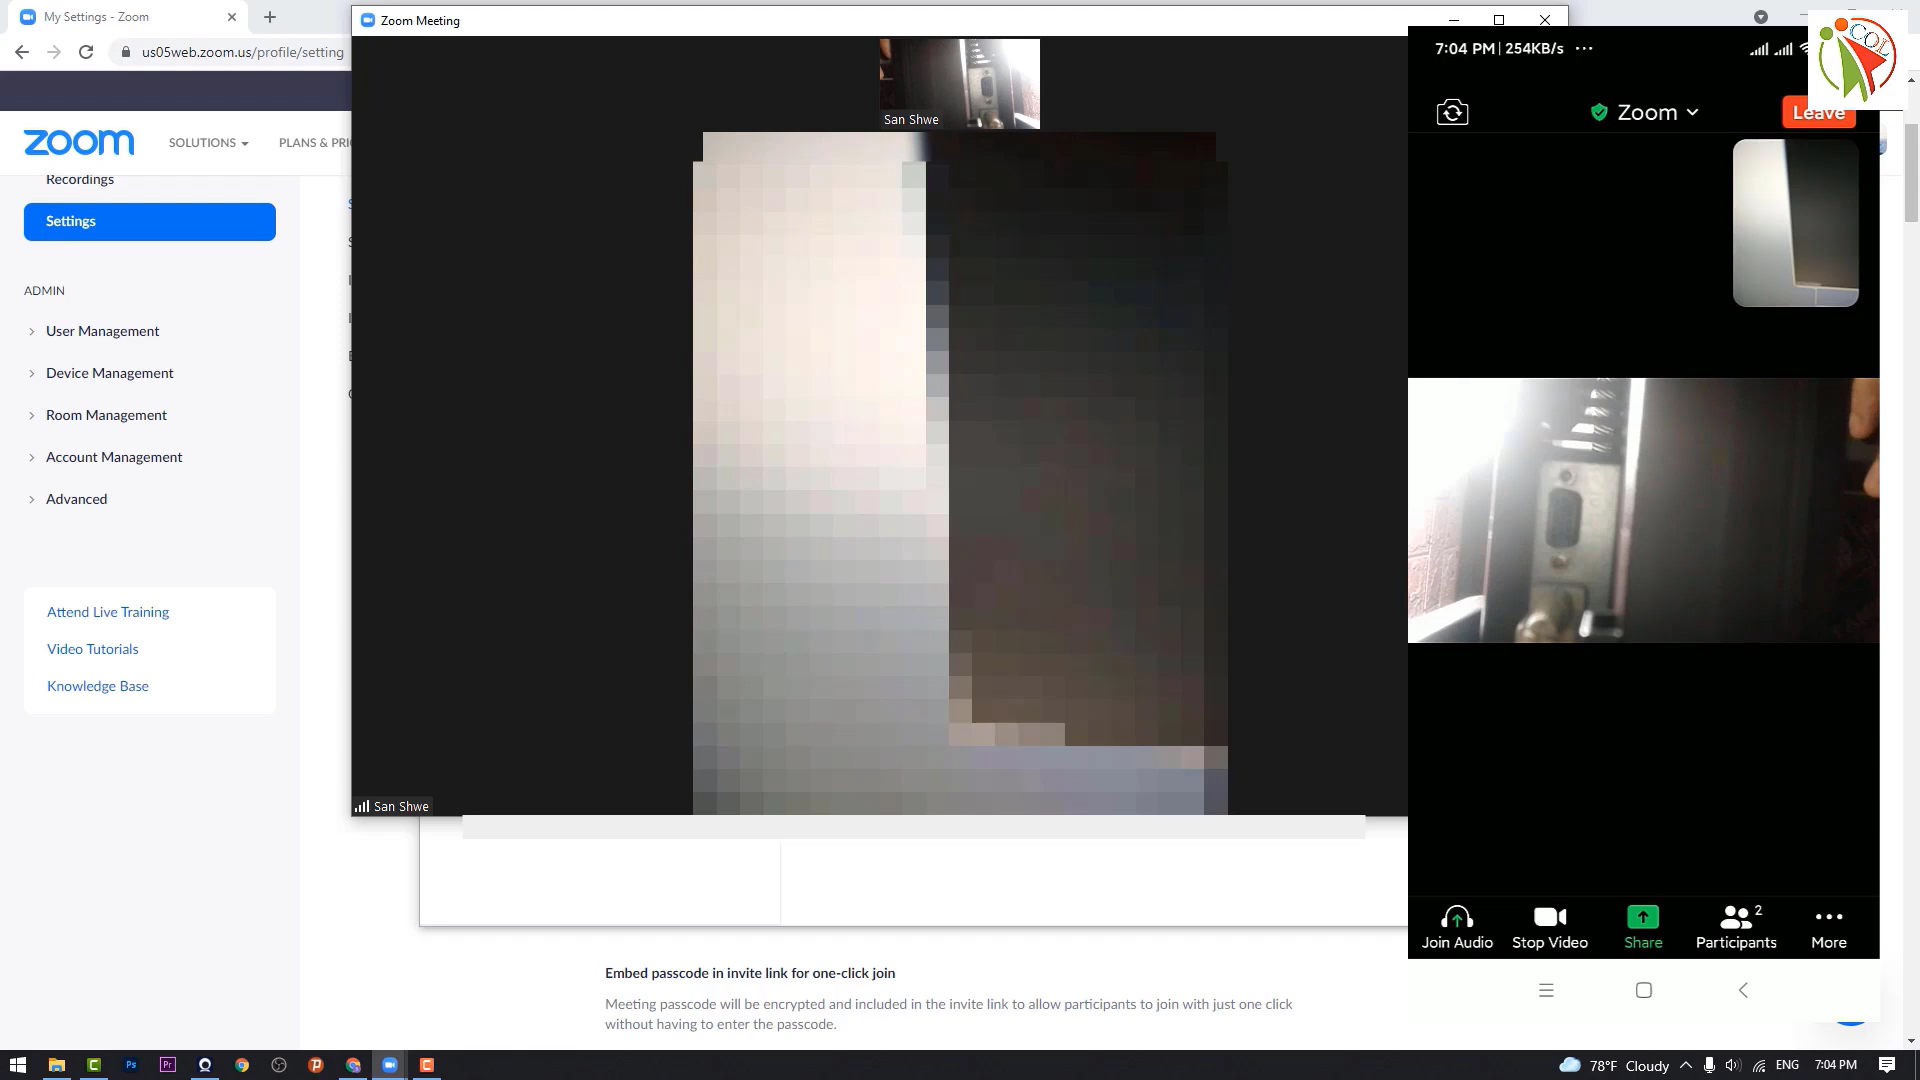 My Settings - Zoom
us05web.zoom.us/profile/setting
zoom
SOLUTIONS
PLANS &
Recordings
Settings
ADMIN
User Management
Device Management
Room Management
Account Management
Advanced
Attend Live Training
Video Tutorials
Knowledge Base
Zoom Meeting
San Shwe
San Shwe
Embed passcode in invite link for one-click join
Meeting passcode will be encrypted and included in the invite link to allow participants to join with just one click
without having to enter the passcode.
7:04 PM | 254KB/s ...
COL
Zoom
Leave
Join Audio
Stop Video
Share
2
Participants
More
Ps
Pr
78°F Cloudy
ENG
7:04 PM